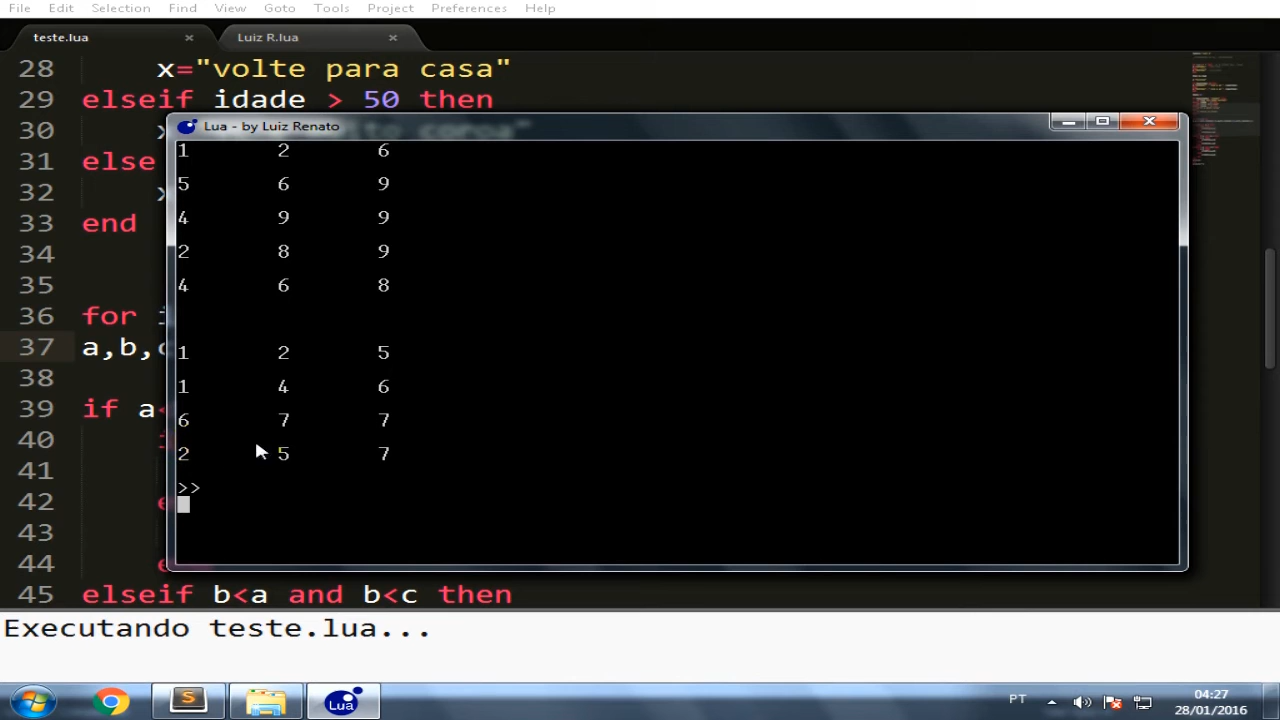 File Edit Selection Find View Goto Tools Project Preferences Help
teste.lua × Luiz R.lua ×
28 x="volte para casa"
29 elseif idade > 50 then
30
31 else
32
33 end
34
35
36 for
37 a,b,
38
39 if a<
40
41
42
43
44
45 elseif b<a and b<c then
Lua - by Luiz Renato
1 2 6
5 6 9
4 9 9
2 8 9
4 6 8
1 2 5
1 4 6
6 7 7
2 5 7
>>
Executando teste.lua...
Lua
PT
04:27
28/01/2016